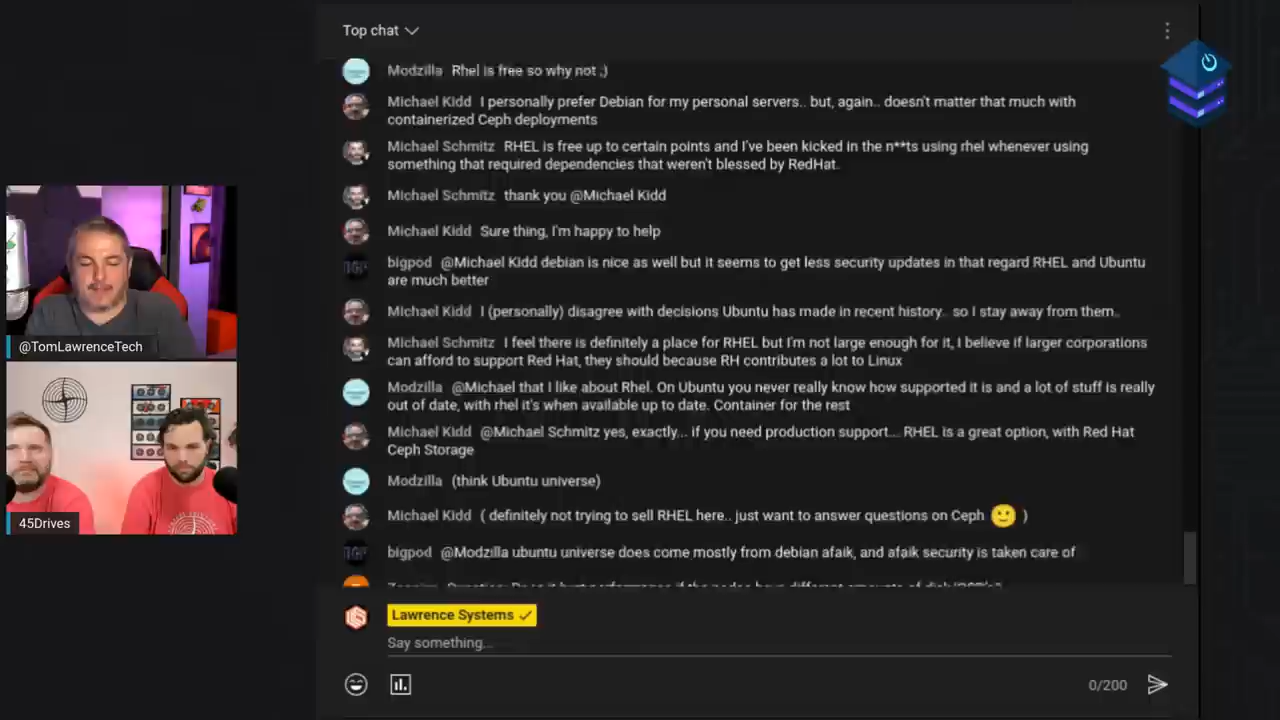 Top chat
Modzilla Rhel is free so why not ;)
Michael Kidd I personally prefer Debian for my personal servers.. but, again.. doesn't matter that much with
containerized Ceph deployments
Michael Schmitz RHEL is free up to certain points and I've been kicked in the n**ts using rhel whenever using
something that required dependencies that weren't blessed by RedHat.
Michael Schmitz thank you @Michael Kidd
Michael Kidd Sure thing, I'm happy to help
bigpod @Michael Kidd debian is nice as well but it seems to get less security updates in that regard RHEL and Ubuntu
are much better
Michael Kidd I (personally) disagree with decisions Ubuntu has made in recent history.. so I stay away from them.
Michael Schmitz I feel there is definitely a place for RHEL but I'm not large enough for it, I believe if larger corporations
can afford to support Red Hat, they should because RH contributes a lot to Linux
Modzilla @Michael that I like about Rhel. On Ubuntu you never really know how supported it is and a lot of stuff is really
out of date, with rhel it's when available up to date. Container for the rest
Michael Kidd @Michael Schmitz yes, exactly... if you need production support... RHEL is a great option, with Red Hat
Ceph Storage
Modzilla (think Ubuntu universe)
Michael Kidd ( definitely not trying to sell RHEL here.. just want to answer questions on Ceph 🙂 )
bigpod @Modzilla ubuntu universe does come mostly from debian afaik, and afaik security is taken care of
Lawrence Systems
Say something...
0/200
@TomLawrenceTech
45Drives